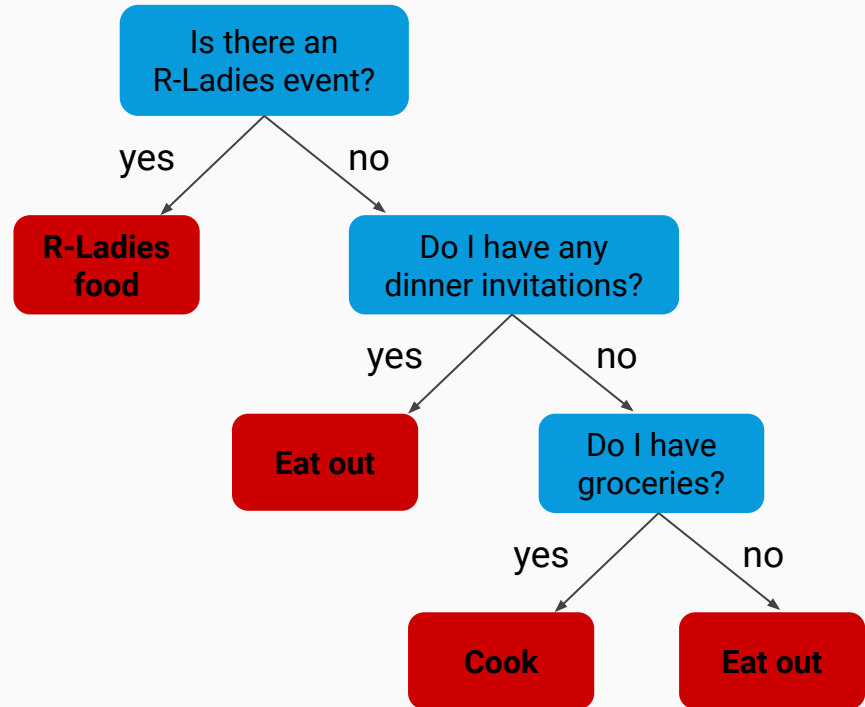 Is there an
R-Ladies event?
yes
no
R-Ladies
food
Do I have any
dinner invitations?
yes
no
Eat out
Do I have
groceries?
yes
no
Cook
Eat out